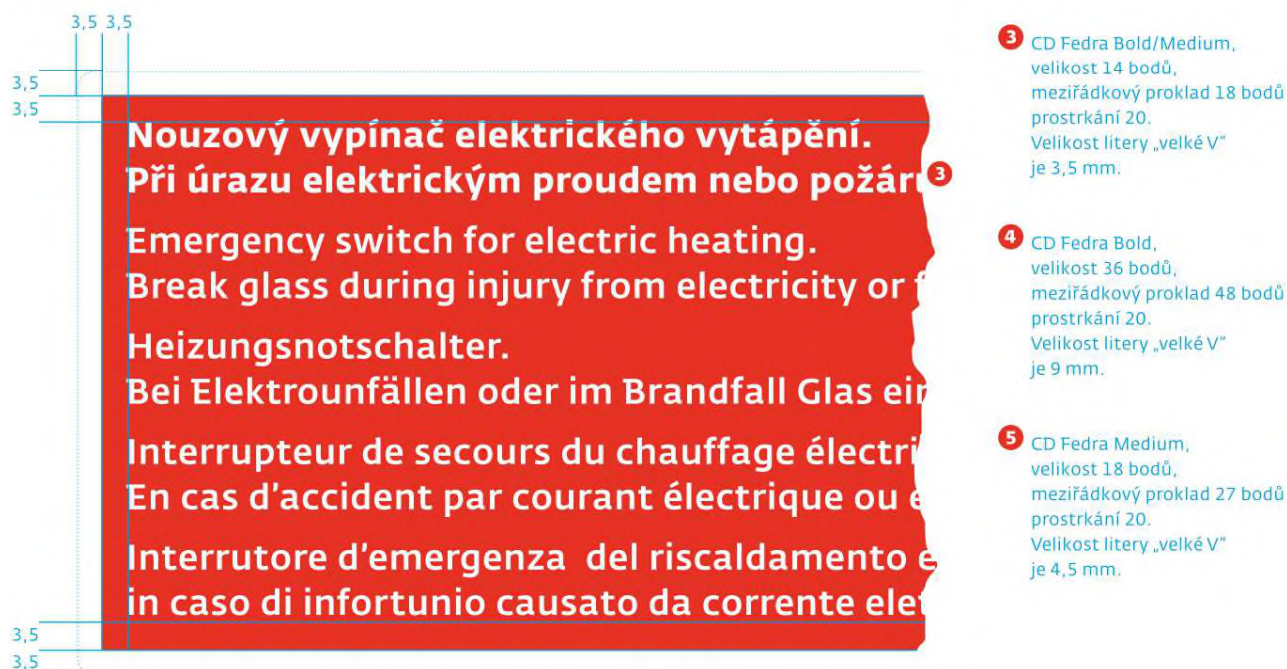 3,5 3,5
3,5
3,5
Nouzový vypínač elektrického vytápění.
Při úrazu elektrickým proudem nebo
3
Emergency switch for electric heating.
Break glass during injury from electricity or
Heizungsnotschalter.
Bei Elektrounfällen oder im Brandfall Glas
Interrupteur de secours du chauffage
En cas d’accident par courant électrique ou
Interrutore d’emergenza del riscaldamento
in caso di infortunio causato da corrente
3,5
3,5
3 CD Fedra Bold/Medium,
velikost 14 bodů,
meziřádkový proklad 18 bodů
prostrkání 20.
Velikost litery „velké V“
je 3,5 mm.
4 CD Fedra Bold,
velikost 36 bodů,
meziřádkový proklad 48 bodů
prostrkání 20.
Velikost litery „velké V“
je 9 mm.
5 CD Fedra Medium,
velikost 18 bodů,
meziřádkový proklad 27 bodů
prostrkání 20.
Velikost litery „velké V“
je 4,5 mm.